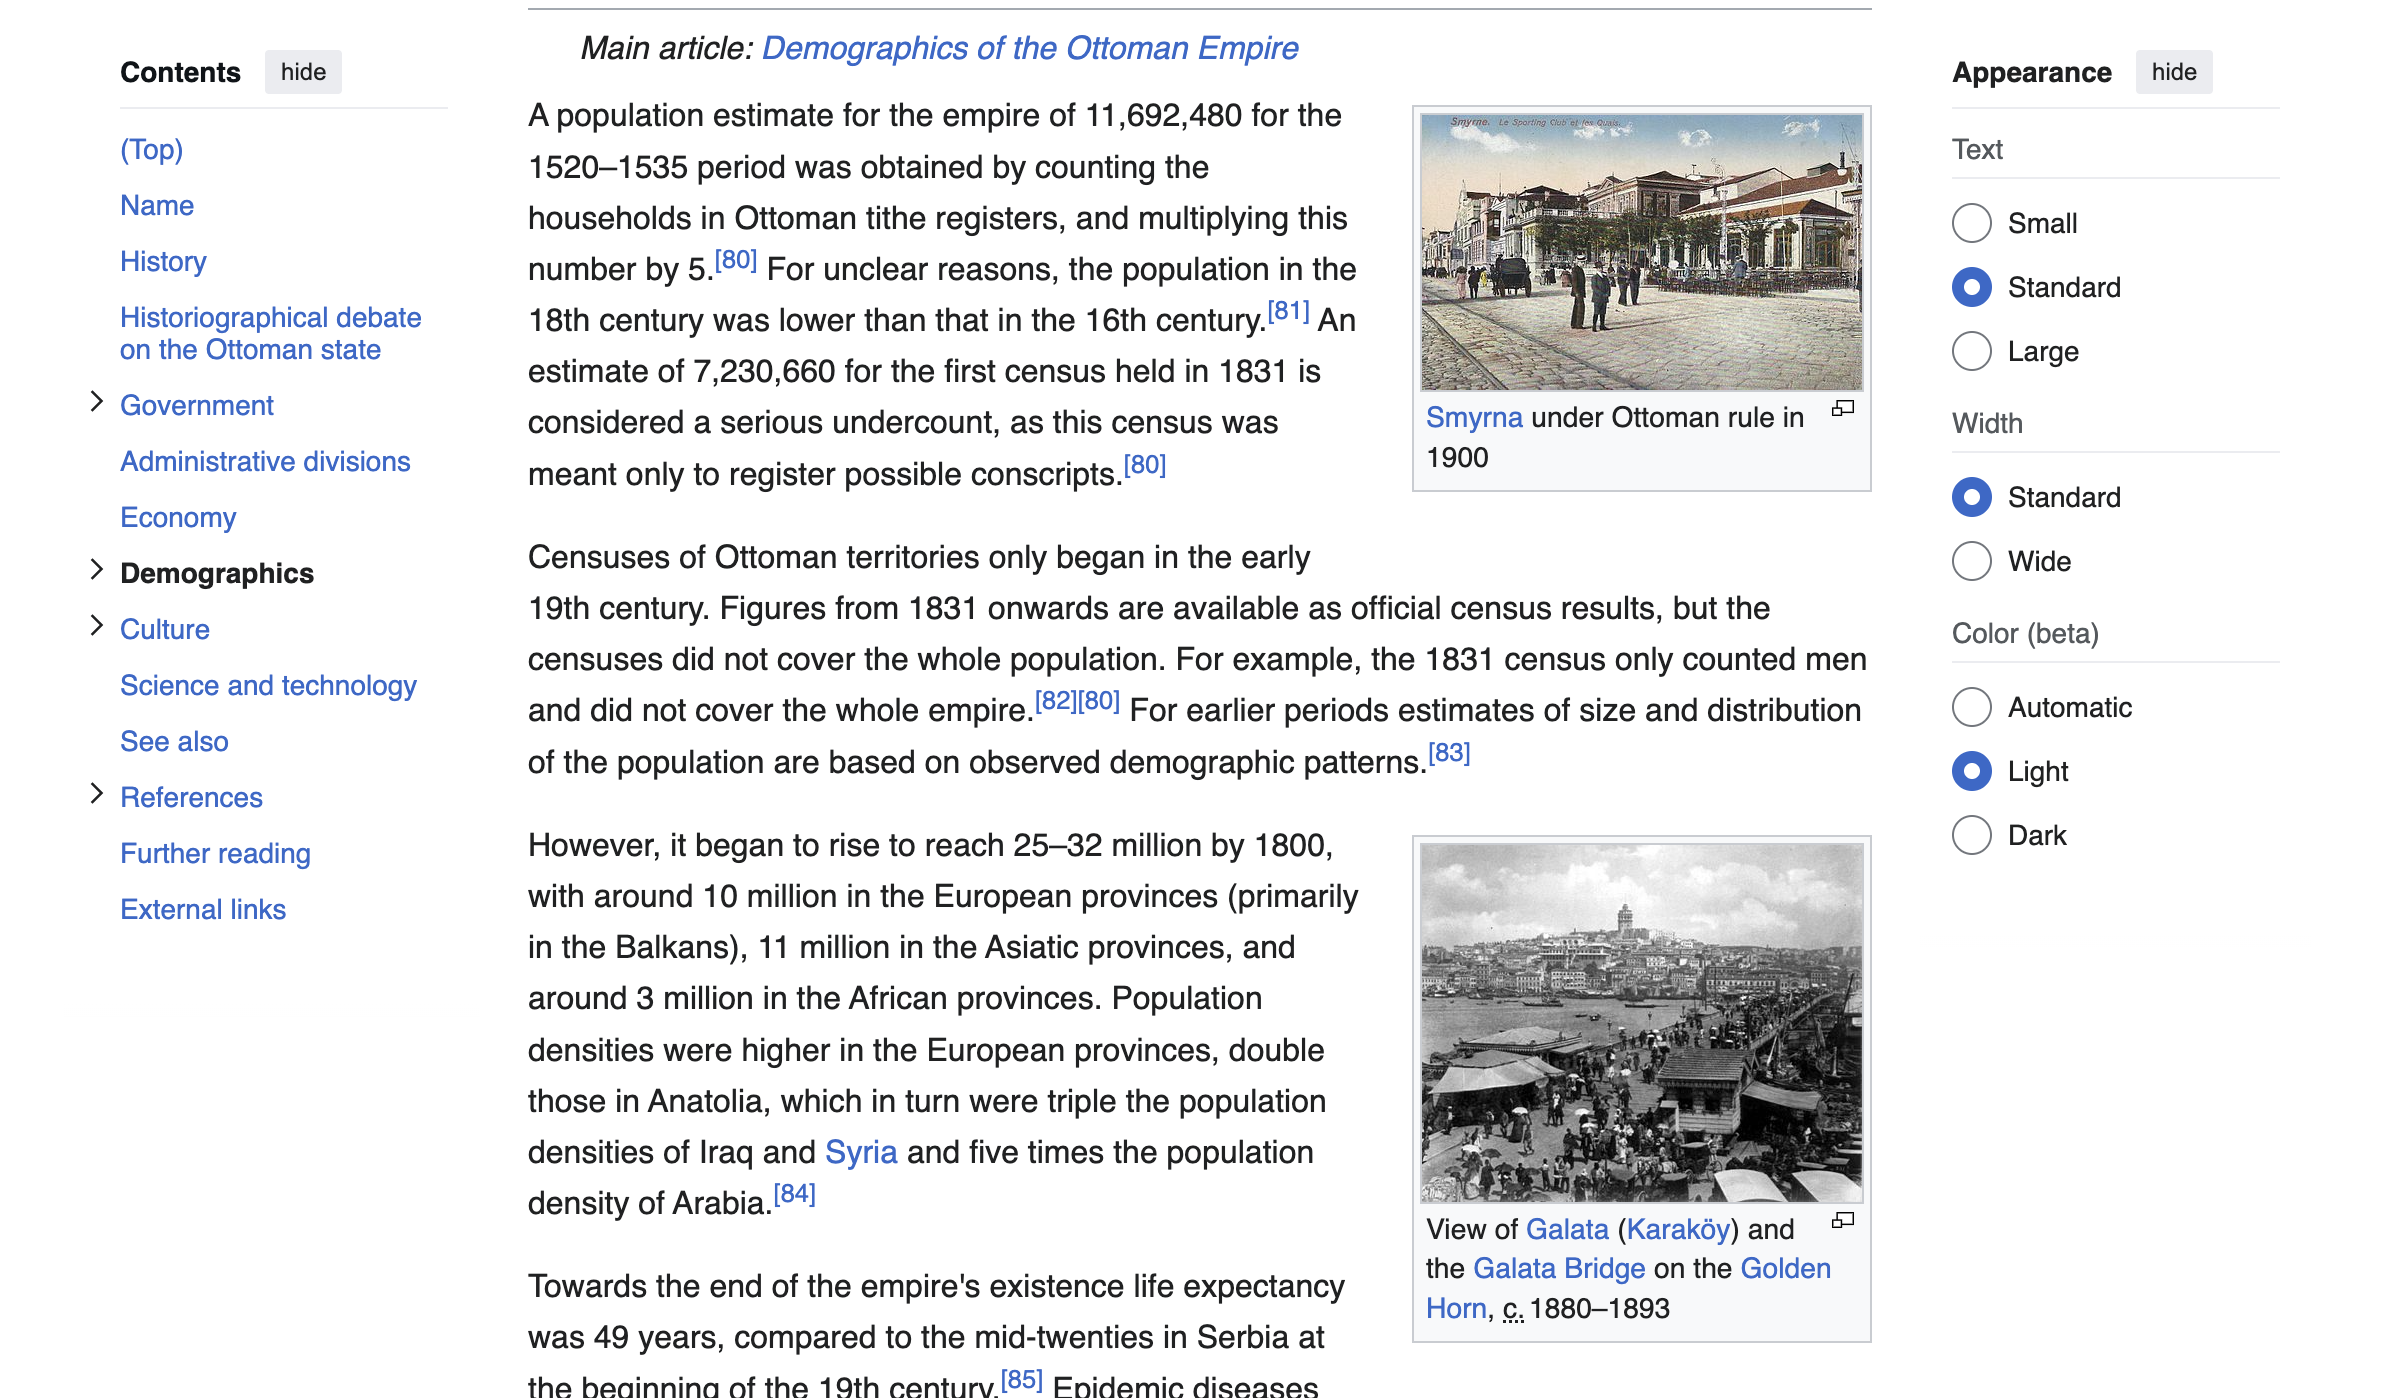 Contents hide
(Top)
Name
History
Historiographical debate
on the Ottoman state
Government
Administrative divisions
Economy
Demographics
Culture
Science and technology
See also
References
Further reading
External links
Main article: Demographics of the Ottoman Empire
A population estimate for the empire of 11,692,480 for the
1520–1535 period was obtained by counting the
households in Ottoman tithe registers, and multiplying this
number by 5.[80] For unclear reasons, the population in the
18th century was lower than that in the 16th century.[81] An
estimate of 7,230,660 for the first census held in 1831 is
considered a serious undercount, as this census was
meant only to register possible conscripts.[80]
Smyrne. Le Sporting Club et les Quais.
Smyrna under Ottoman rule in
1900
Censuses of Ottoman territories only began in the early
19th century. Figures from 1831 onwards are available as official census results, but the
censuses did not cover the whole population. For example, the 1831 census only counted men
and did not cover the whole empire.[82][80] For earlier periods estimates of size and distribution
of the population are based on observed demographic patterns.[83]
However, it began to rise to reach 25–32 million by 1800,
with around 10 million in the European provinces (primarily
in the Balkans), 11 million in the Asiatic provinces, and
around 3 million in the African provinces. Population
densities were higher in the European provinces, double
those in Anatolia, which in turn were triple the population
densities of Iraq and Syria and five times the population
density of Arabia.[84]
View of Galata (Karaköy) and
the Galata Bridge on the Golden
Horn, c. 1880–1893
Towards the end of the empire's existence life expectancy
was 49 years, compared to the mid-twenties in Serbia at
the beginning of the 19th century.[85] Epidemic diseases
Appearance hide
Text
Small
Standard
Large
Width
Standard
Wide
Color (beta)
Automatic
Light
Dark